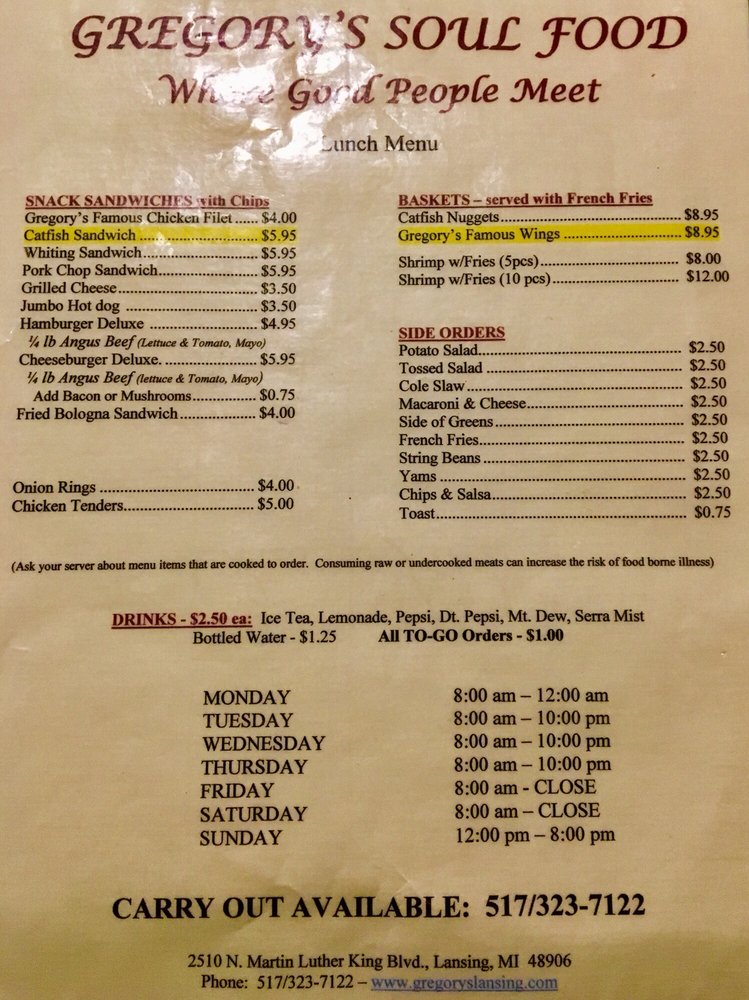 GREGORY'S SOUL FOOD
Where Good People Meet
Lunch Menu
SNACK SANDWICHES with Chips
Gregory's Famous Chicken Filet ...... $4.00
Catfish Sandwich .................................. $5.95
Whiting Sandwich................................. $5.95
Pork Chop Sandwich............................. $5.95
Grilled Cheese....................................... $3.50
Jumbo Hot dog ..................................... $3.50
Hamburger Deluxe ............................... $4.95
¼ lb Angus Beef (Lettuce & Tomato, Mayo)
Cheeseburger Deluxe. ........................... $5.95
¼ lb Angus Beef (lettuce & Tomato, Mayo)
Add Bacon or Mushrooms..................... $0.75
Fried Bologna Sandwich................... $4.00
Onion Rings ....................................... $4.00
Chicken Tenders................................. $5.00
BASKETS – served with French Fries
Catfish Nuggets............................................. $8.95
Gregory's Famous Wings ............................. $8.95
Shrimp w/Fries (5pcs)................................... $8.00
Shrimp w/Fries (10 pcs)................................ $12.00
SIDE ORDERS
Potato Salad.................................................. $2.50
Tossed Salad ................................................ $2.50
Cole Slaw...................................................... $2.50
Macaroni & Cheese....................................... $2.50
Side of Greens............................................... $2.50
French Fries................................................... $2.50
String Beans .................................................. $2.50
Yams ............................................................. $2.50
Chips & Salsa................................................ $2.50
Toast.............................................................. $0.75
(Ask your server about menu items that are cooked to order. Consuming raw or undercooked meats can increase the risk of food borne illness)
DRINKS - $2.50 ea: Ice Tea, Lemonade, Pepsi, Dt. Pepsi, Mt. Dew, Serra Mist
Bottled Water - $1.25 All TO-GO Orders - $1.00
MONDAY 8:00 am – 12:00 am
TUESDAY 8:00 am – 10:00 pm
WEDNESDAY 8:00 am – 10:00 pm
THURSDAY 8:00 am – 10:00 pm
FRIDAY 8:00 am - CLOSE
SATURDAY 8:00 am – CLOSE
SUNDAY 12:00 pm – 8:00 pm
CARRY OUT AVAILABLE: 517/323-7122
2510 N. Martin Luther King Blvd., Lansing, MI 48906
Phone: 517/323-7122 – www.gregoryslansing.com